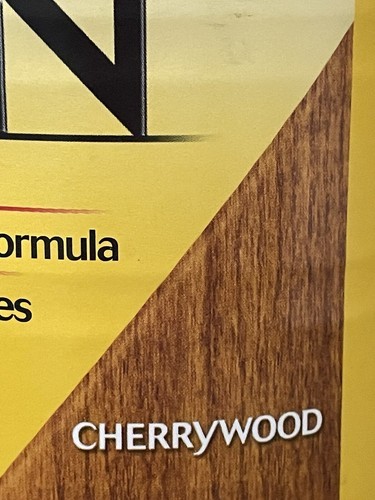 N
ormula
es
CHERRYWOOD